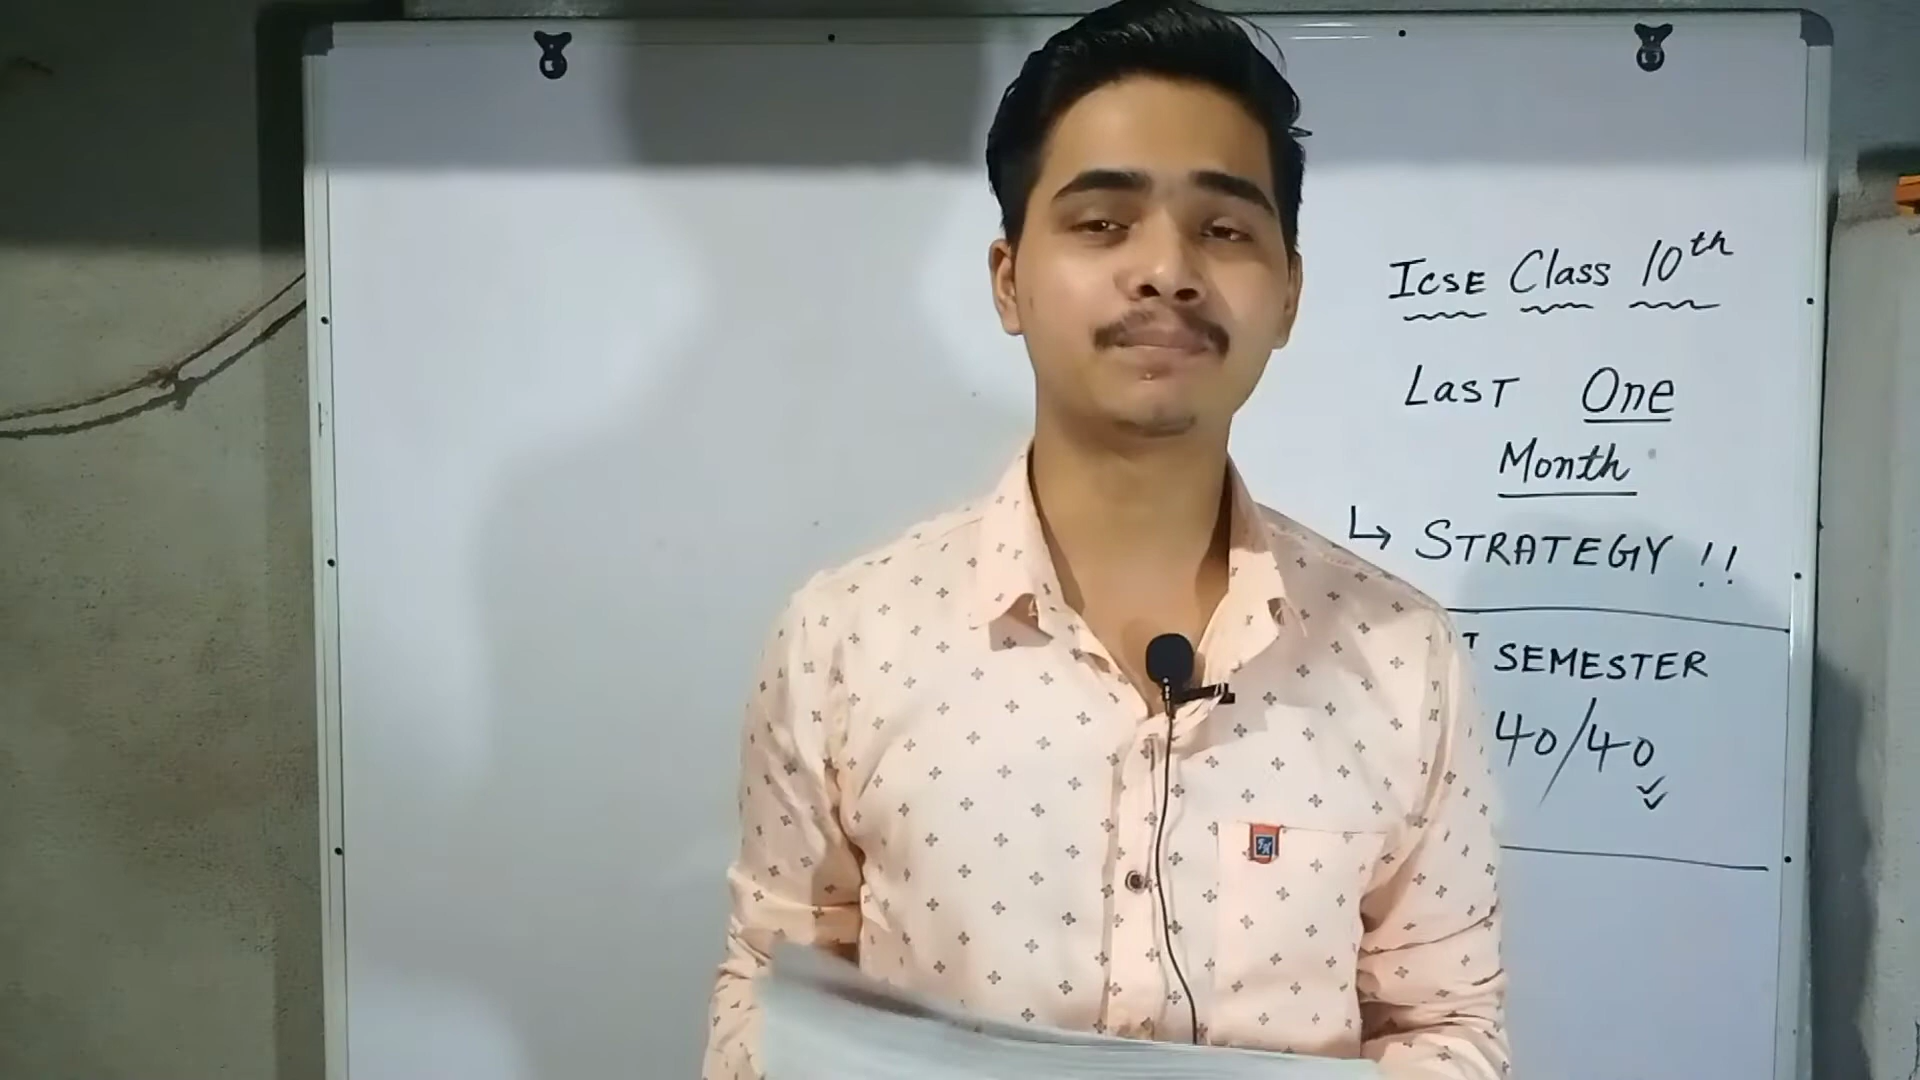 ICSE Class 10th
LAST One
Month
↳ STRATEGY !!
SEMESTER
40/40